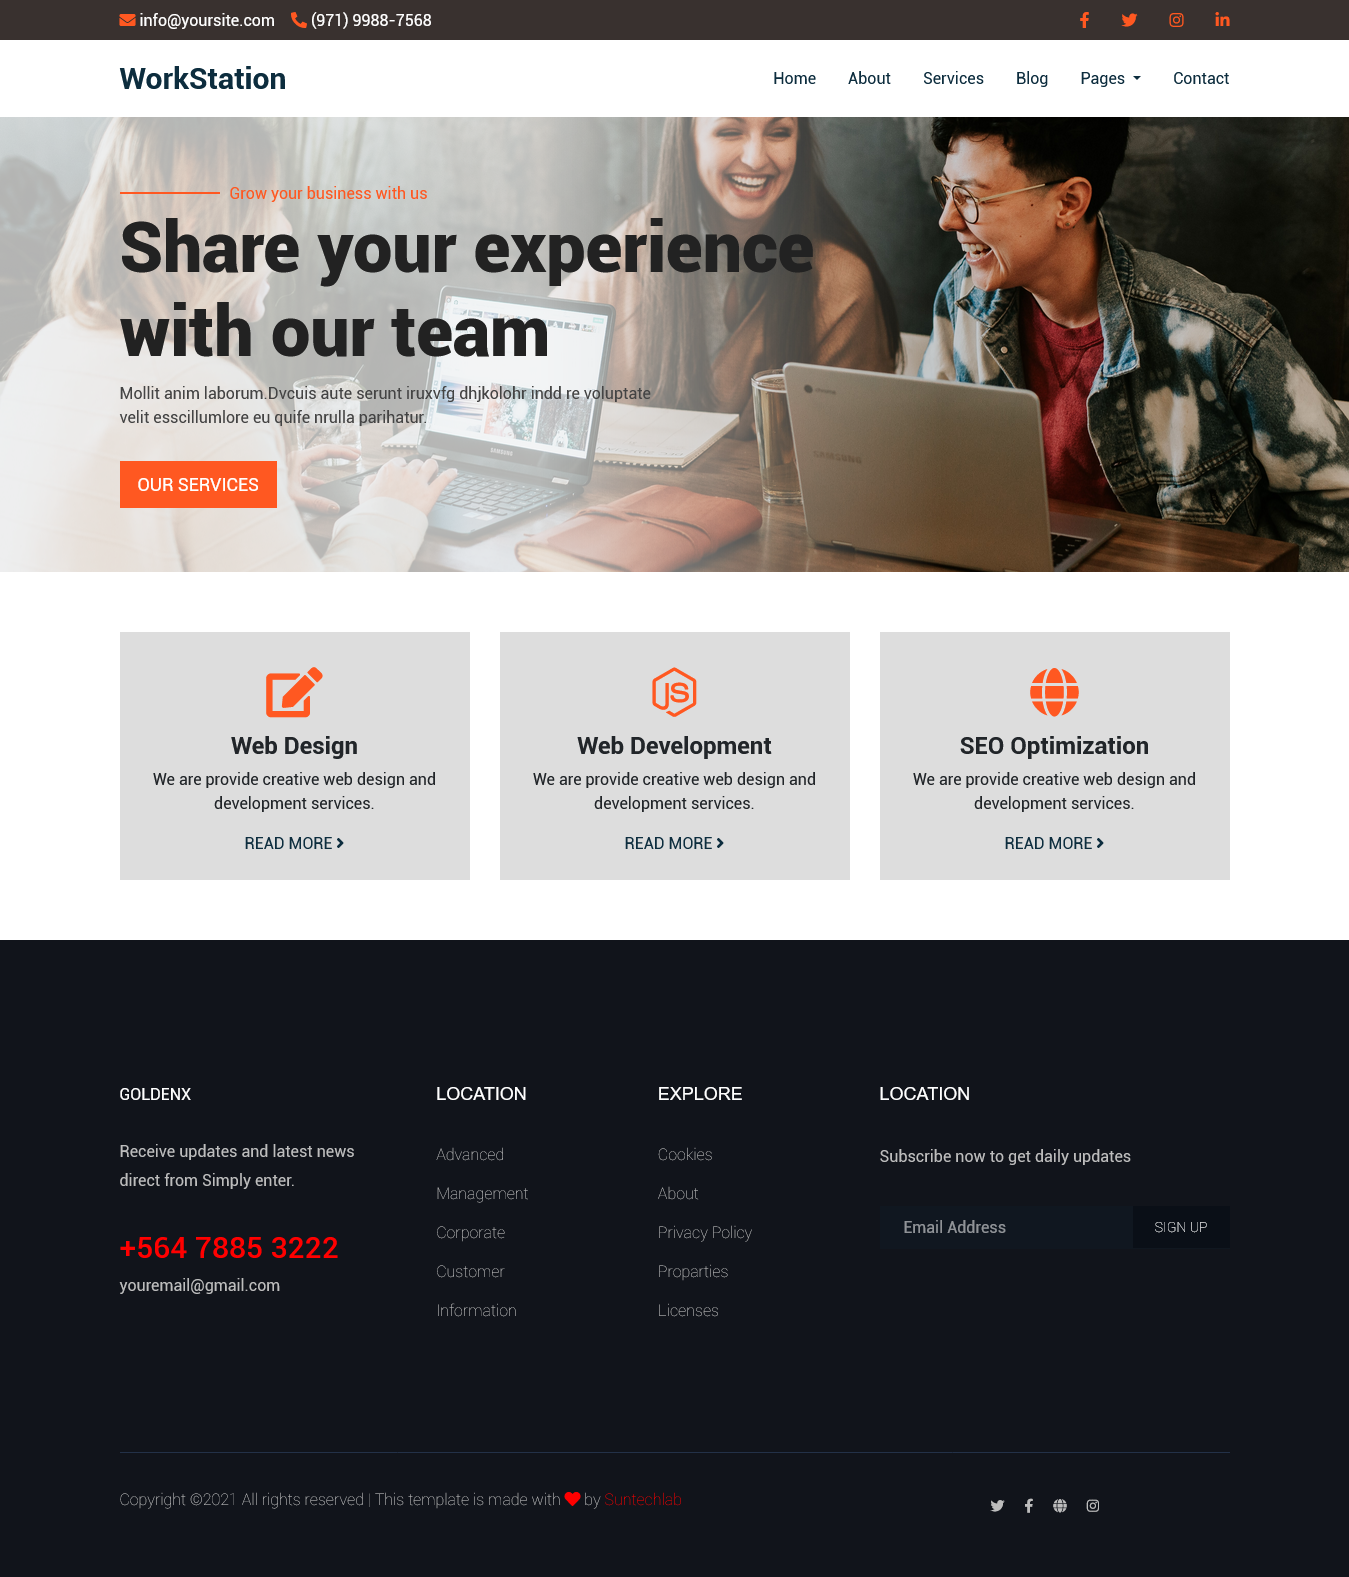 info@yoursite.com (971) 9988-7568
WorkStation
Home About Services Blog Pages Contact
Grow your business with us
Share your experience
with our team
Mollit anim laborum.Dvcuis aute serunt iruxvfg dhjkolohr indd re voluptate
velit esscillumlore eu quife nrulla parihatur.
OUR SERVICES
SAMSUNG
SAMSUNG
Web Design
We are provide creative web design and
development services.
READ MORE
JS
Web Development
We are provide creative web design and
development services.
READ MORE
SEO Optimization
We are provide creative web design and
development services.
READ MORE
GOLDENX
Receive updates and latest news
direct from Simply enter.
+564 7885 3222
youremail@gmail.com
LOCATION
Advanced
Management
Corporate
Customer
Information
EXPLORE
Cookies
About
Privacy Policy
Proparties
Licenses
LOCATION
Subscribe now to get daily updates
Email Address SIGN UP
Copyright ©2021 All rights reserved | This template is made with by Suntechlab